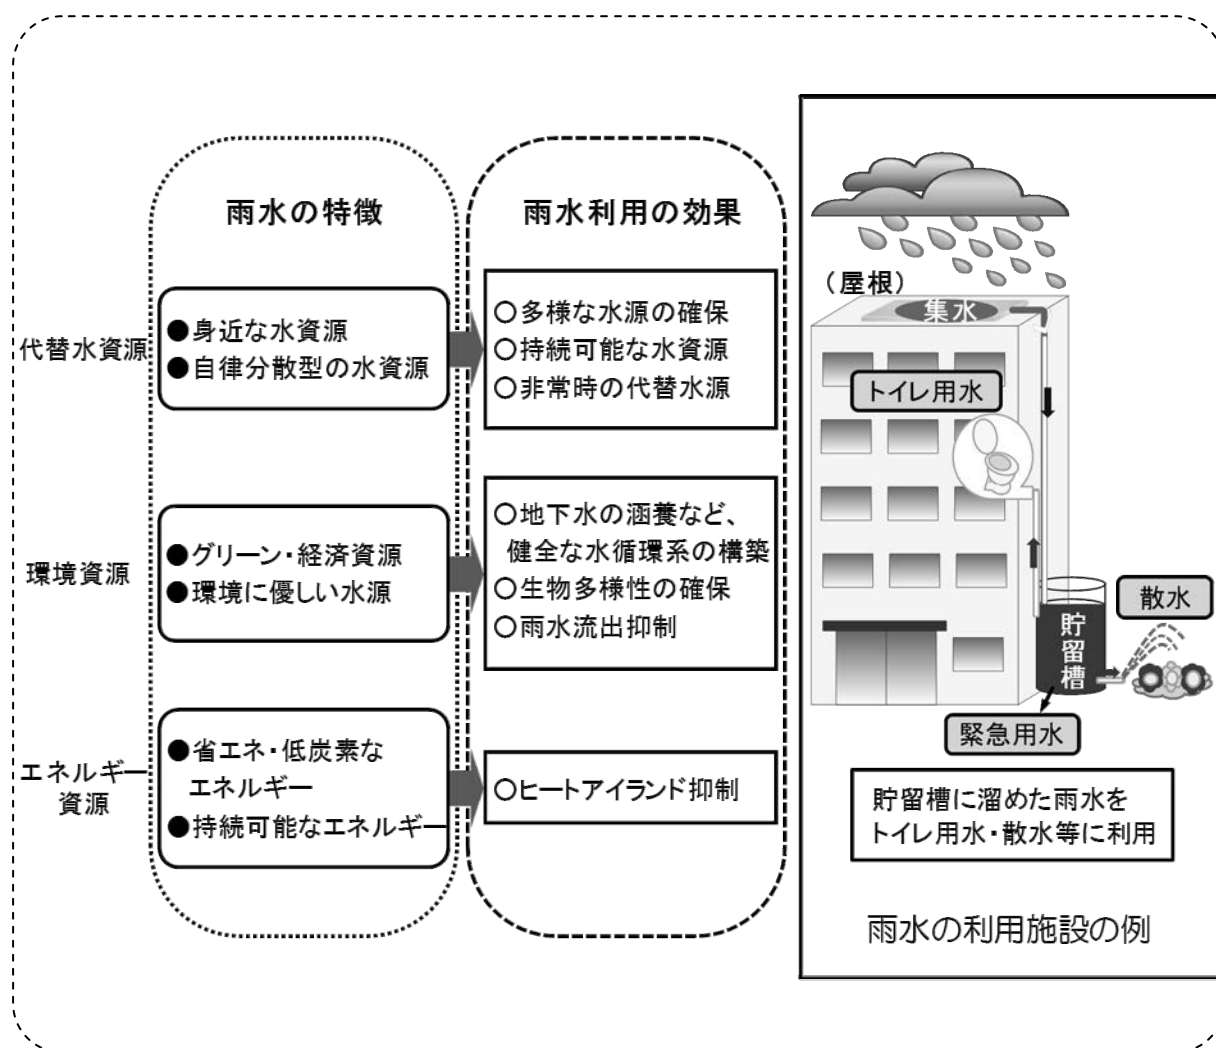 雨水の特徴
雨水利用の効果
代替水資源
●身近な水資源
●自律分散型の水資源
○多様な水源の確保
○持続可能な水資源
○非常時の代替水源
環境資源
●グリーン・経済資源
●環境に優しい水源
○地下水の涵養など、
健全な水循環系の構築
○生物多様性の確保
○雨水流出抑制
エネルギー
資源
●省エネ・低炭素な
エネルギー
●持続可能なエネルギー
○ヒートアイランド抑制
（屋根）
集水
トイレ用水
散水
貯留槽
緊急用水
貯留槽に溜めた雨水を
トイレ用水・散水等に利用
雨水の利用施設の例